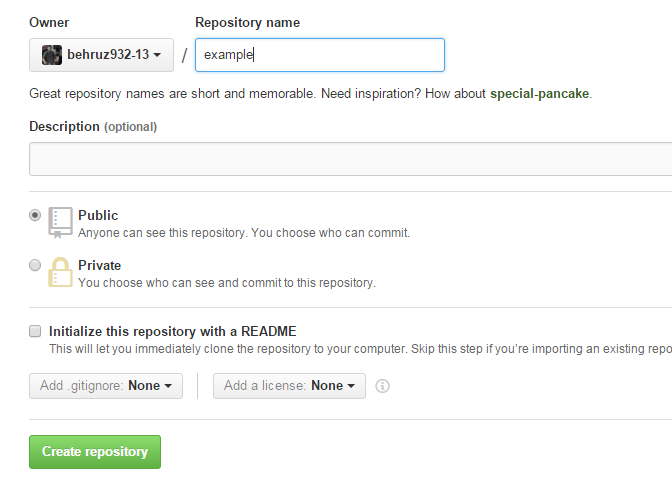 Owner
Repository name
behruz932-13 / example
Great repository names are short and memorable. Need inspiration? How about special-pancake.
Description (optional)
Public
Anyone can see this repository. You choose who can commit.
Private
You choose who can see and commit to this repository.
Initialize this repository with a README
This will let you immediately clone the repository to your computer. Skip this step if you're importing an existing repo
Add .gitignore: None
Add a license: None
Create repository